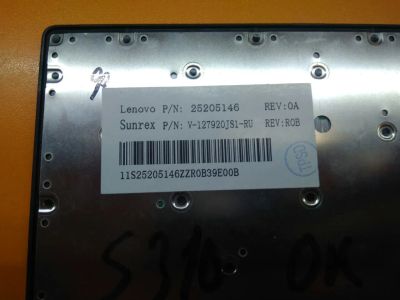 Lenovo P/N: 25205146 REV:0A
Sunrex P/N: V-127920JS1-RU REV:R0B
11S25205146ZZR0B39E00B
S310 OK